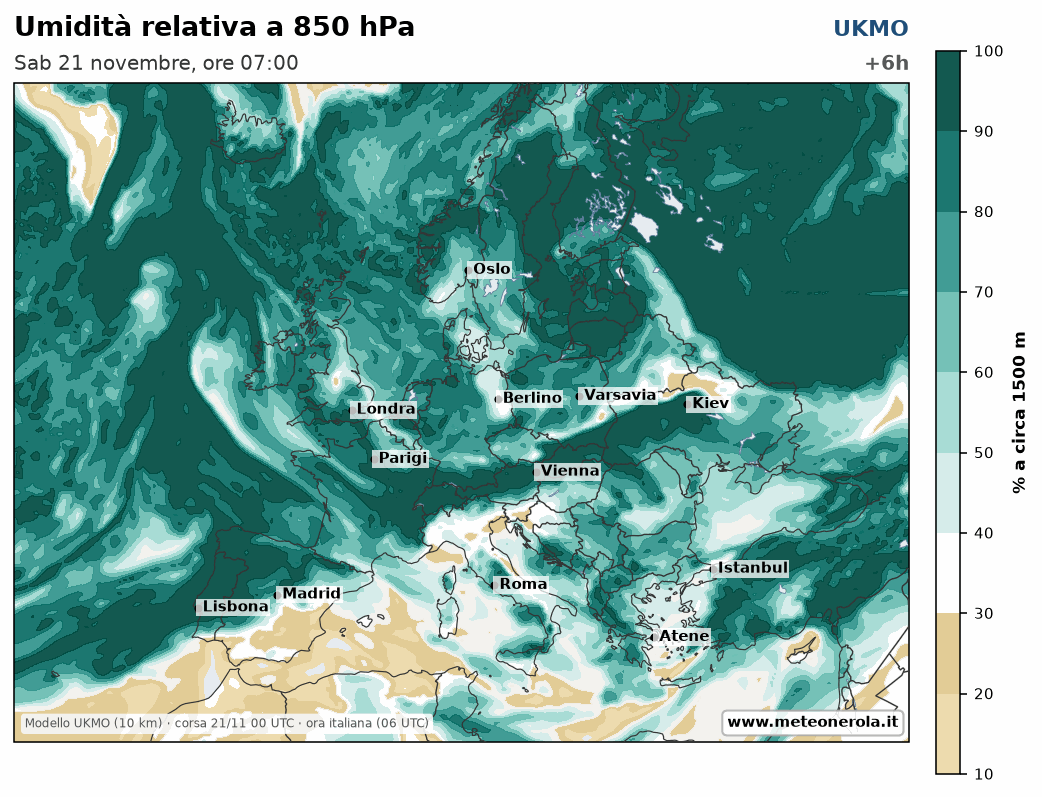 Umidità relativa a 850 hPa
UKMO
Sab 21 novembre, ore 07:00
+6h
100
90
80
70
60
50
40
30
20
10
% a circa 1500 m
Oslo
Berlino
Varsavia
Kiev
Londra
Parigi
Vienna
Istanbul
Roma
Madrid
Lisbona
Atene
Modello UKMO (10 km) · corsa 21/11 00 UTC · ora italiana (06 UTC)
www.meteonerola.it